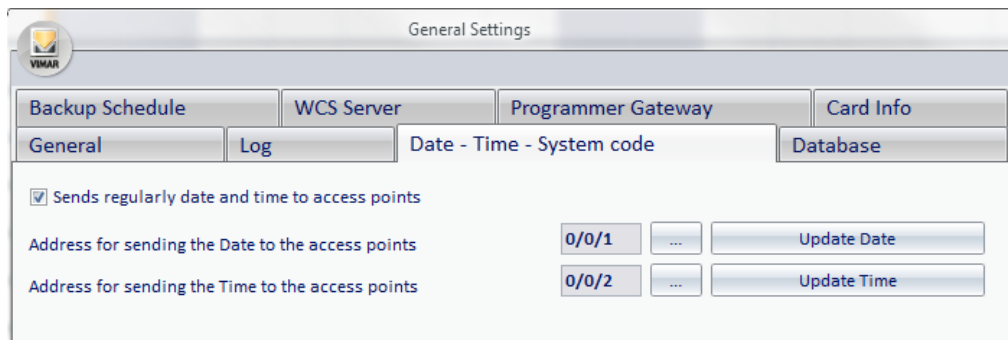 General Settings
VIMAR
Backup Schedule WCS Server Programmer Gateway Card Info
General Log Date - Time - System code Database
Sends regularly date and time to access points
Address for sending the Date to the access points 0/0/1 ... Update Date
Address for sending the Time to the access points 0/0/2 ... Update Time